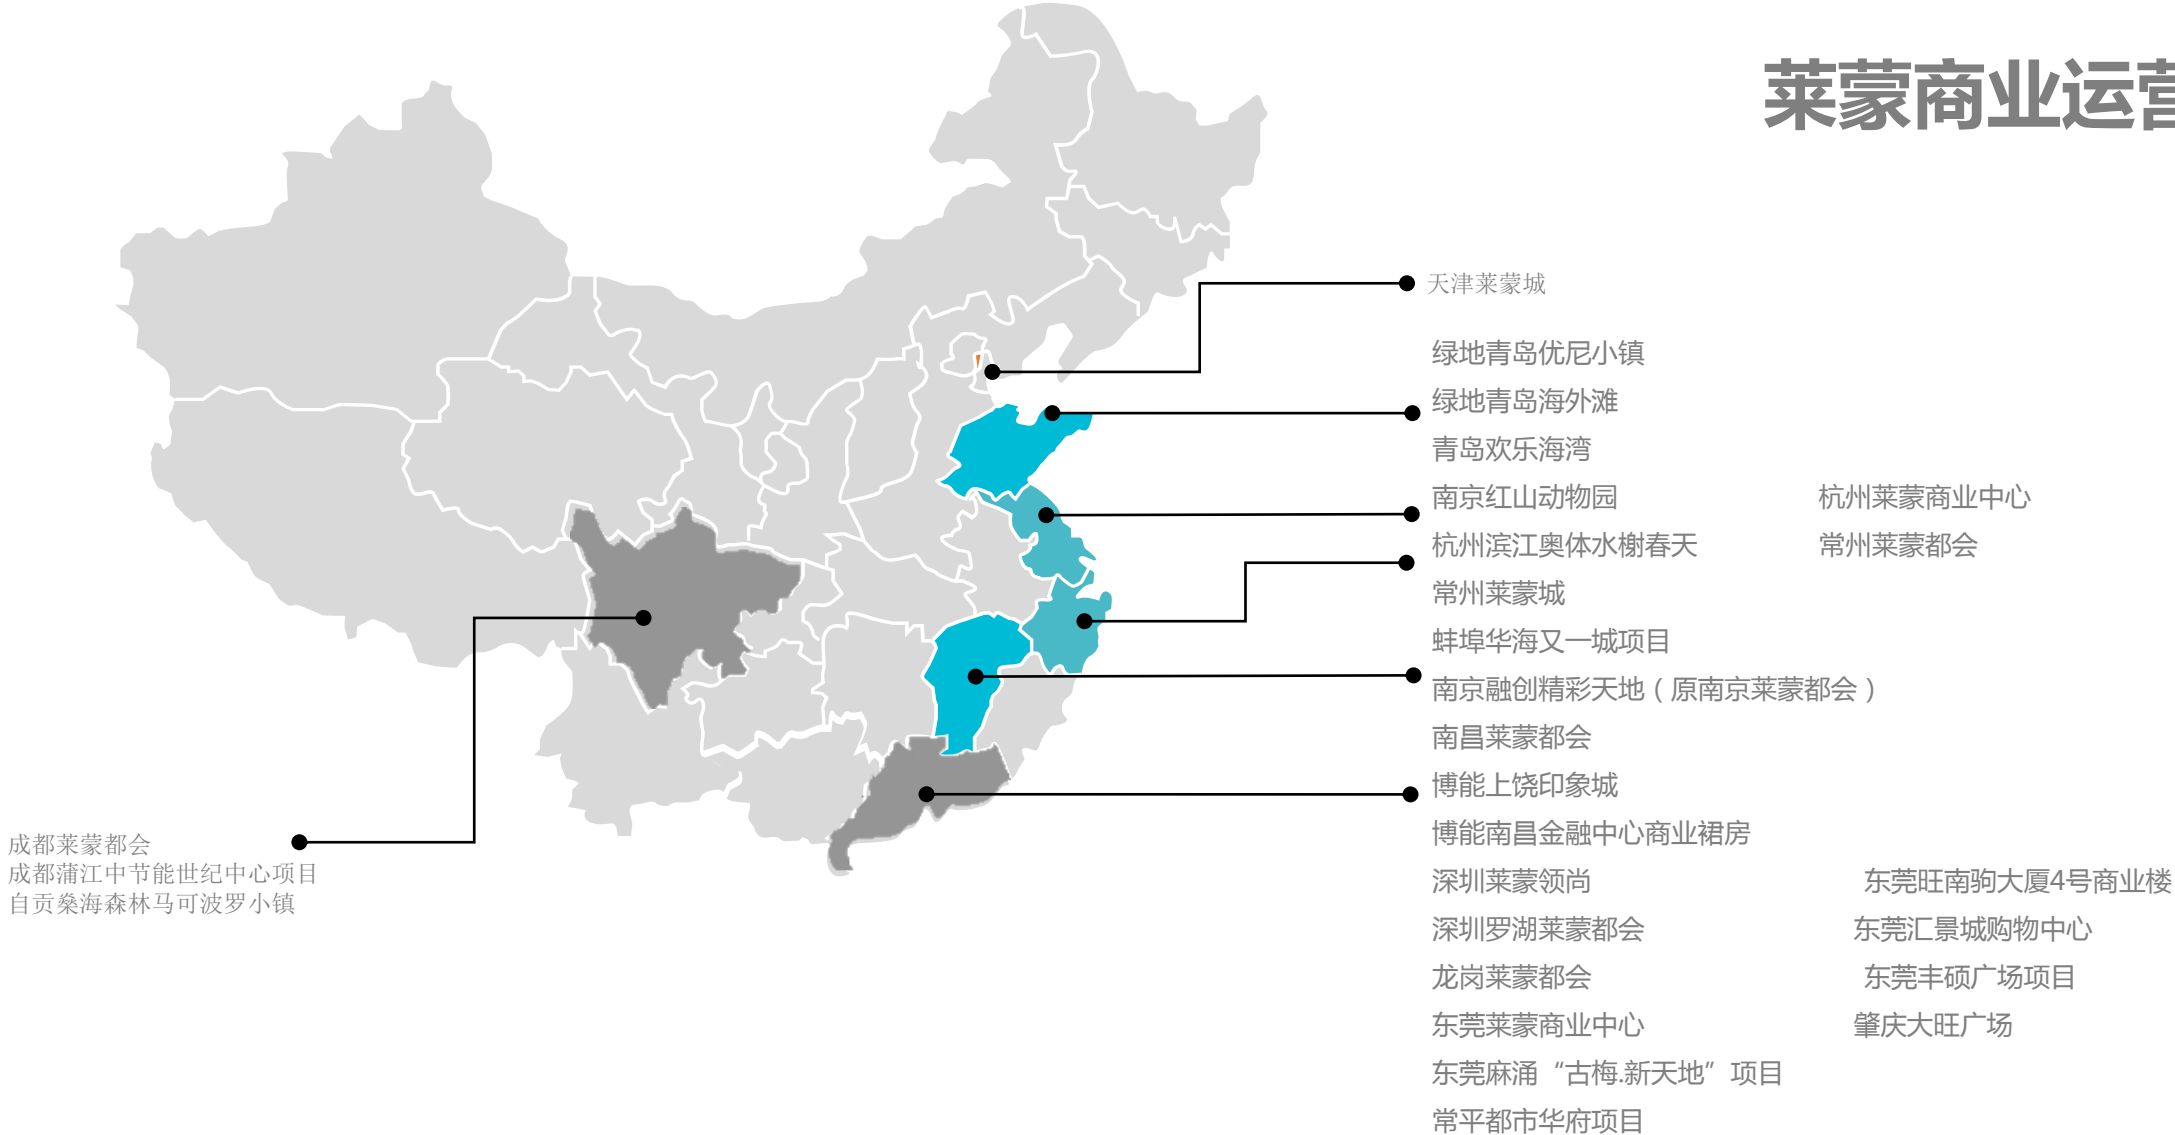 莱蒙商业运营
天津莱蒙城
绿地青岛优尼小镇
绿地青岛海外滩
青岛欢乐海湾
南京红山动物园 杭州莱蒙商业中心
杭州滨江奥体水榭春天 常州莱蒙都会
常州莱蒙城
蚌埠华海又一城项目
南京融创精彩天地（原南京莱蒙都会）
南昌莱蒙都会
博能上饶印象城
博能南昌金融中心商业裙房
深圳莱蒙领尚 东莞旺南驹大厦4号商业楼
深圳罗湖莱蒙都会 东莞汇景城购物中心
龙岗莱蒙都会 东莞丰硕广场项目
东莞莱蒙商业中心 肇庆大旺广场
东莞麻涌“古梅.新天地”项目
常平都市华府项目
成都莱蒙都会
成都蒲江中节能世纪中心项目
自贡燊海森林马可波罗小镇